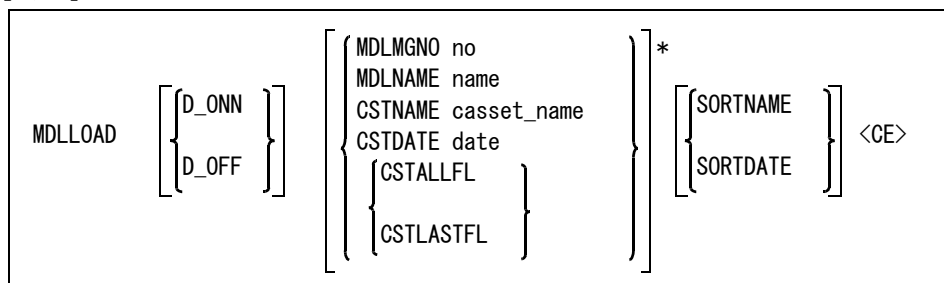 MDLLOAD
D_ONN
D_OFF
MDLMGNO no
MDLNAME name
CSTNAME casset_name
CSTDATE date
CSTALLFL
CSTLASTFL
*
SORTNAME
SORTDATE
<CE>